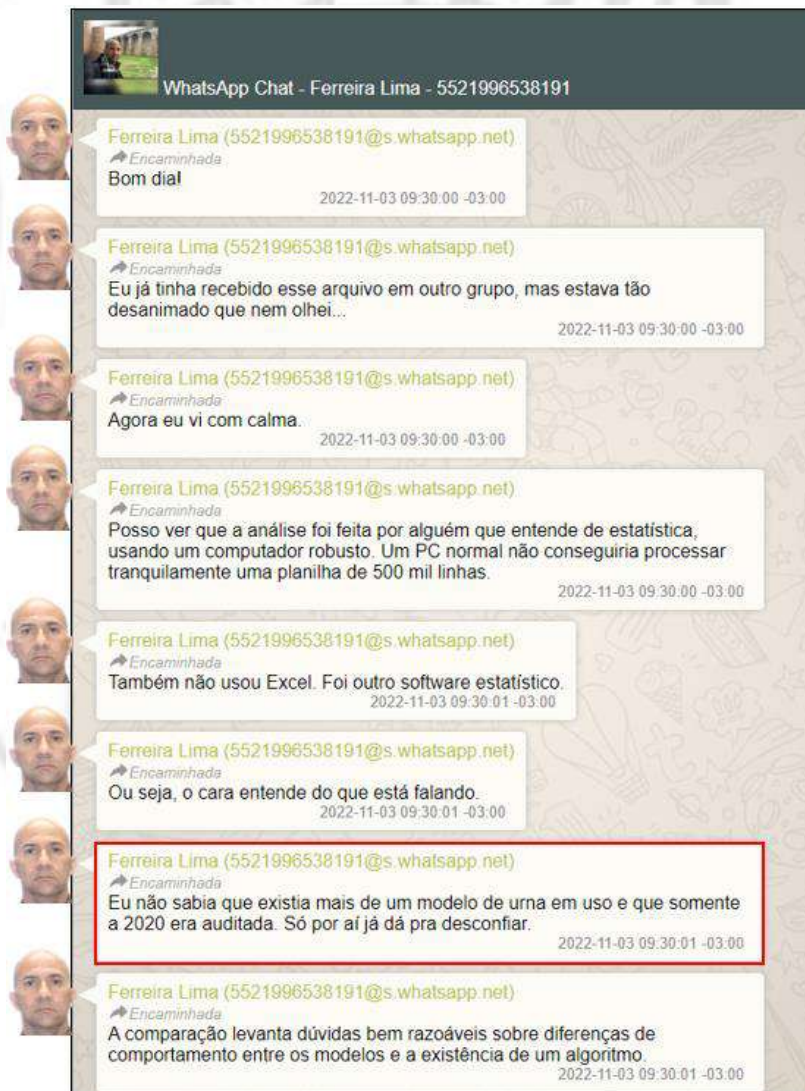 WhatsApp Chat - Ferreira Lima - 5521996538191
Ferreira Lima (5521996538191@s.whatsapp.net)
Encaminhada
Bom dia!
2022-11-03 09:30:00 -03:00
Ferreira Lima (5521996538191@s.whatsapp.net)
Encaminhada
Eu já tinha recebido esse arquivo em outro grupo, mas estava tão
desanimado que nem olhei...
2022-11-03 09:30:00 -03:00
Ferreira Lima (5521996538191@s.whatsapp.net)
Encaminhada
Agora eu vi com calma.
2022-11-03 09:30:00 -03:00
Ferreira Lima (5521996538191@s.whatsapp.net)
Encaminhada
Posso ver que a análise foi feita por alguém que entende de estatística,
usando um computador robusto. Um PC normal não conseguiria processar
tranquilamente uma planilha de 500 mil linhas.
2022-11-03 09:30:00 -03:00
Ferreira Lima (5521996538191@s.whatsapp.net)
Encaminhada
Também não usou Excel. Foi outro software estatístico.
2022-11-03 09:30:01 -03:00
Ferreira Lima (5521996538191@s.whatsapp.net)
Encaminhada
Ou seja, o cara entende do que está falando.
2022-11-03 09:30:01 -03:00
Ferreira Lima (5521996538191@s.whatsapp.net)
Encaminhada
Eu não sabia que existia mais de um modelo de urna em uso e que somente
a 2020 era auditada. Só por aí já dá pra desconfiar.
2022-11-03 09:30:01 -03:00
Ferreira Lima (5521996538191@s.whatsapp.net)
Encaminhada
A comparação levanta dúvidas bem razoáveis sobre diferenças de
comportamento entre os modelos e a existência de um algoritmo.
2022-11-03 09:30:01 -03:00